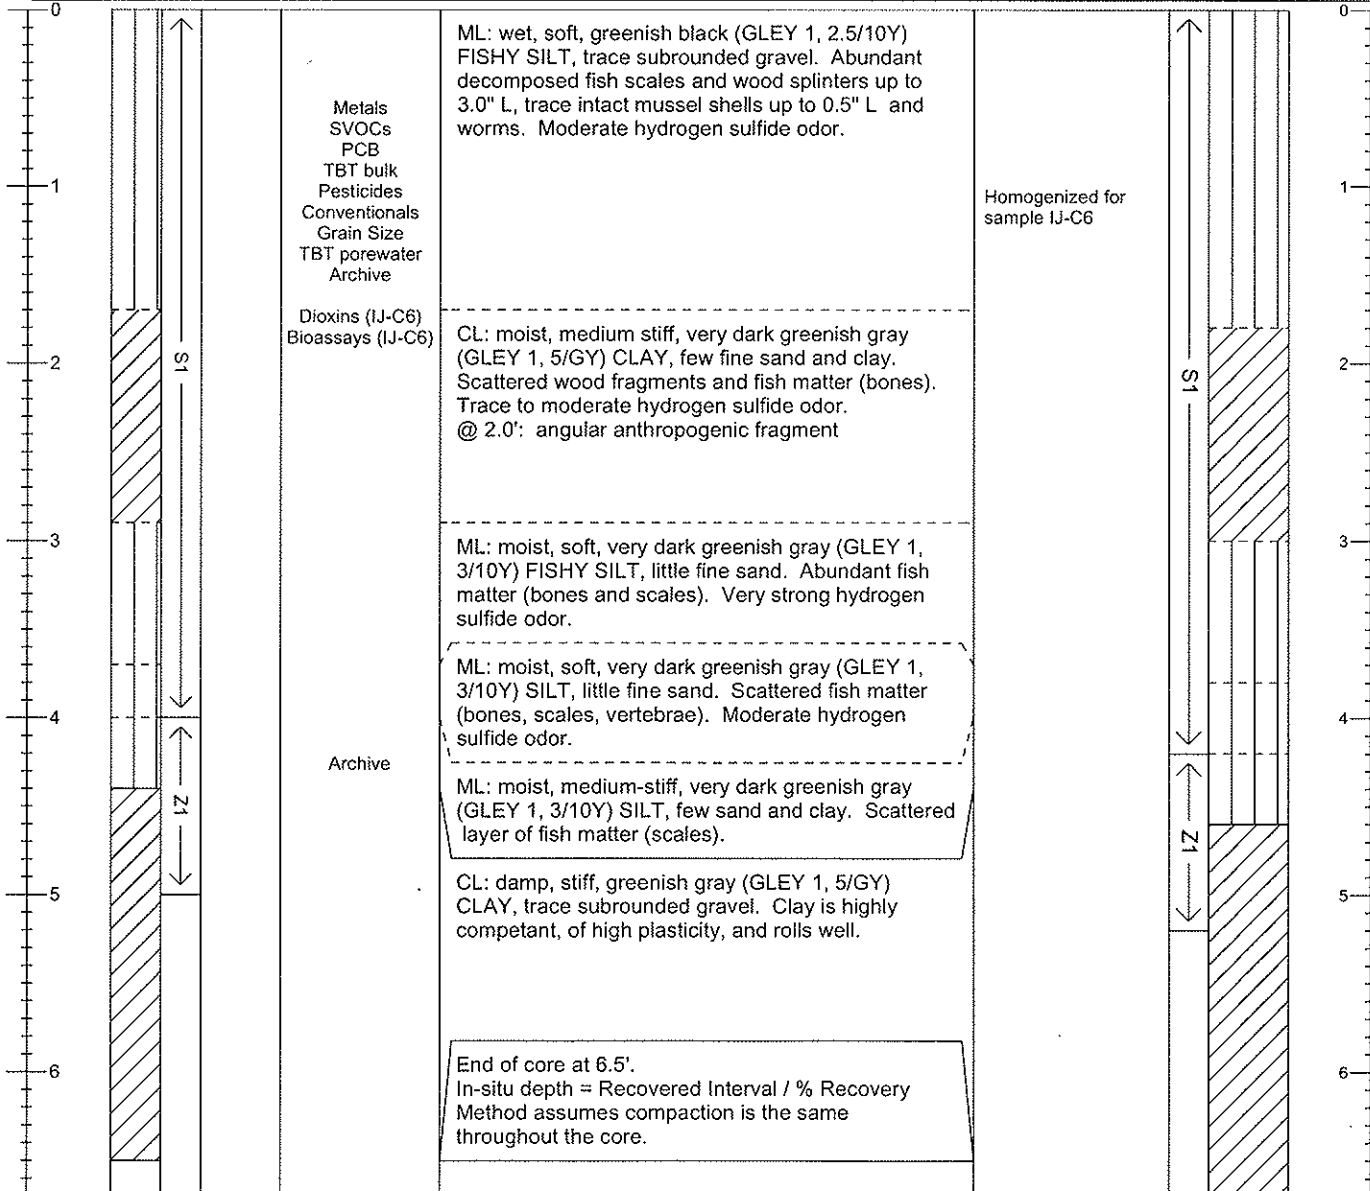 0
1
2
3
4
5
6
S1
Z1
Metals
SVOCs
PCB
TBT bulk
Pesticides
Conventionals
Grain Size
TBT porewater
Archive
Dioxins (IJ-C6)
Bioassays (IJ-C6)
Archive
ML: wet, soft, greenish black (GLEY 1, 2.5/10Y)
FISHY SILT, trace subrounded gravel. Abundant
decomposed fish scales and wood splinters up to
3.0" L, trace intact mussel shells up to 0.5" L and
worms. Moderate hydrogen sulfide odor.
CL: moist, medium stiff, very dark greenish gray
(GLEY 1, 5/GY) CLAY, few fine sand and clay.
Scattered wood fragments and fish matter (bones).
Trace to moderate hydrogen sulfide odor.
@ 2.0': angular anthropogenic fragment
ML: moist, soft, very dark greenish gray (GLEY 1,
3/10Y) FISHY SILT, little fine sand. Abundant fish
matter (bones and scales). Very strong hydrogen
sulfide odor.
ML: moist, soft, very dark greenish gray (GLEY 1,
3/10Y) SILT, little fine sand. Scattered fish matter
(bones, scales, vertebrae). Moderate hydrogen
sulfide odor.
ML: moist, medium-stiff, very dark greenish gray
(GLEY 1, 3/10Y) SILT, few sand and clay. Scattered
layer of fish matter (scales).
CL: damp, stiff, greenish gray (GLEY 1, 5/GY)
CLAY, trace subrounded gravel. Clay is highly
competant, of high plasticity, and rolls well.
End of core at 6.5'.
In-situ depth = Recovered Interval / % Recovery
Method assumes compaction is the same
throughout the core.
Homogenized for
sample IJ-C6
S1
Z1
0
1
2
3
4
5
6